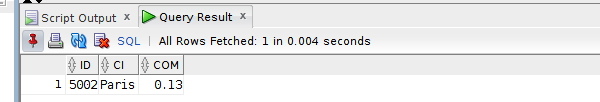 Script Output x Query Result x
SQL | All Rows Fetched: 1 in 0.004 seconds
ID CI COM
1 5002 Paris 0.13